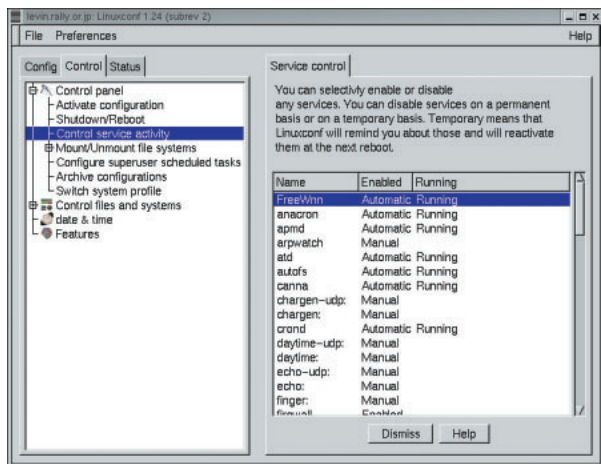 levin.rally.or.jp: Linuxconf 1.24 (subrev 2)
File Preferences Help
Config Control Status
Control panel
Activate configuration
Shutdown/Reboot
Control service activity
Mount/Unmount file systems
Configure superuser scheduled tasks
Archive configurations
Switch system profile
Control files and systems
date & time
Features
Service control
You can selectivly enable or disable
any services. You can disable services on a permanent
basis or on a temporary basis. Temporary means that
Linuxconf will remind you about those and will reactivate
them at the next reboot.
Name Enabled Running
FreeWnn Automatic Running
anacron Automatic Running
apmd Automatic Running
arpwatch Manual
atd Automatic Running
autofs Automatic Running
canna Automatic Running
chargen-udp: Manual
chargen: Manual
crond Automatic Running
daytime-udp: Manual
daytime: Manual
echo-udp: Manual
echo: Manual
finger: Manual
firewall Enabled
Dismiss Help